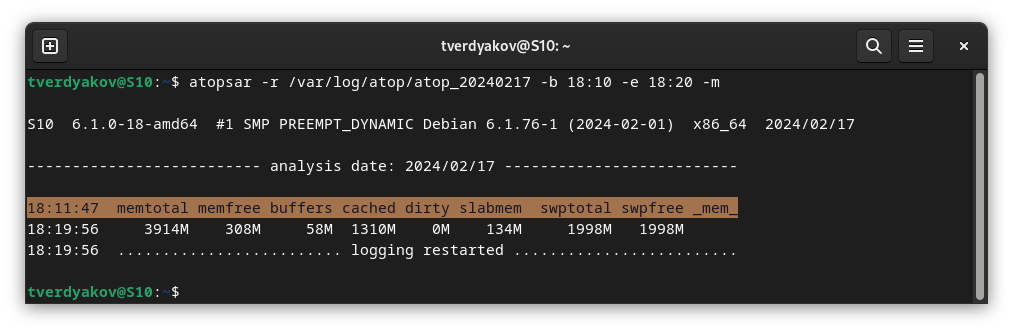 tverdyakov@S10: ~
tverdyakov@S10:~$ atopsar -r /var/log/atop/atop_20240217 -b 18:10 -e 18:20 -m
S10  6.1.0-18-amd64  #1 SMP PREEMPT_DYNAMIC Debian 6.1.76-1 (2024-02-01)  x86_64  2024/02/17
-------------------------- analysis date: 2024/02/17 --------------------------
18:11:47  memtotal memfree buffers cached dirty slabmem  swptotal swpfree _mem_
18:19:56     3914M    308M     58M  1310M    0M    134M     1998M   1998M
18:19:56  ......................... logging restarted .........................
tverdyakov@S10:~$